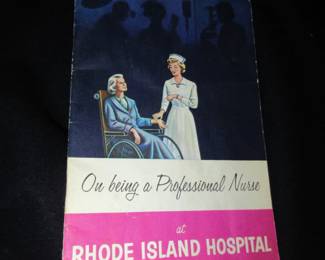 On being a Professional Nurse
at
RHODE ISLAND HOSPITAL